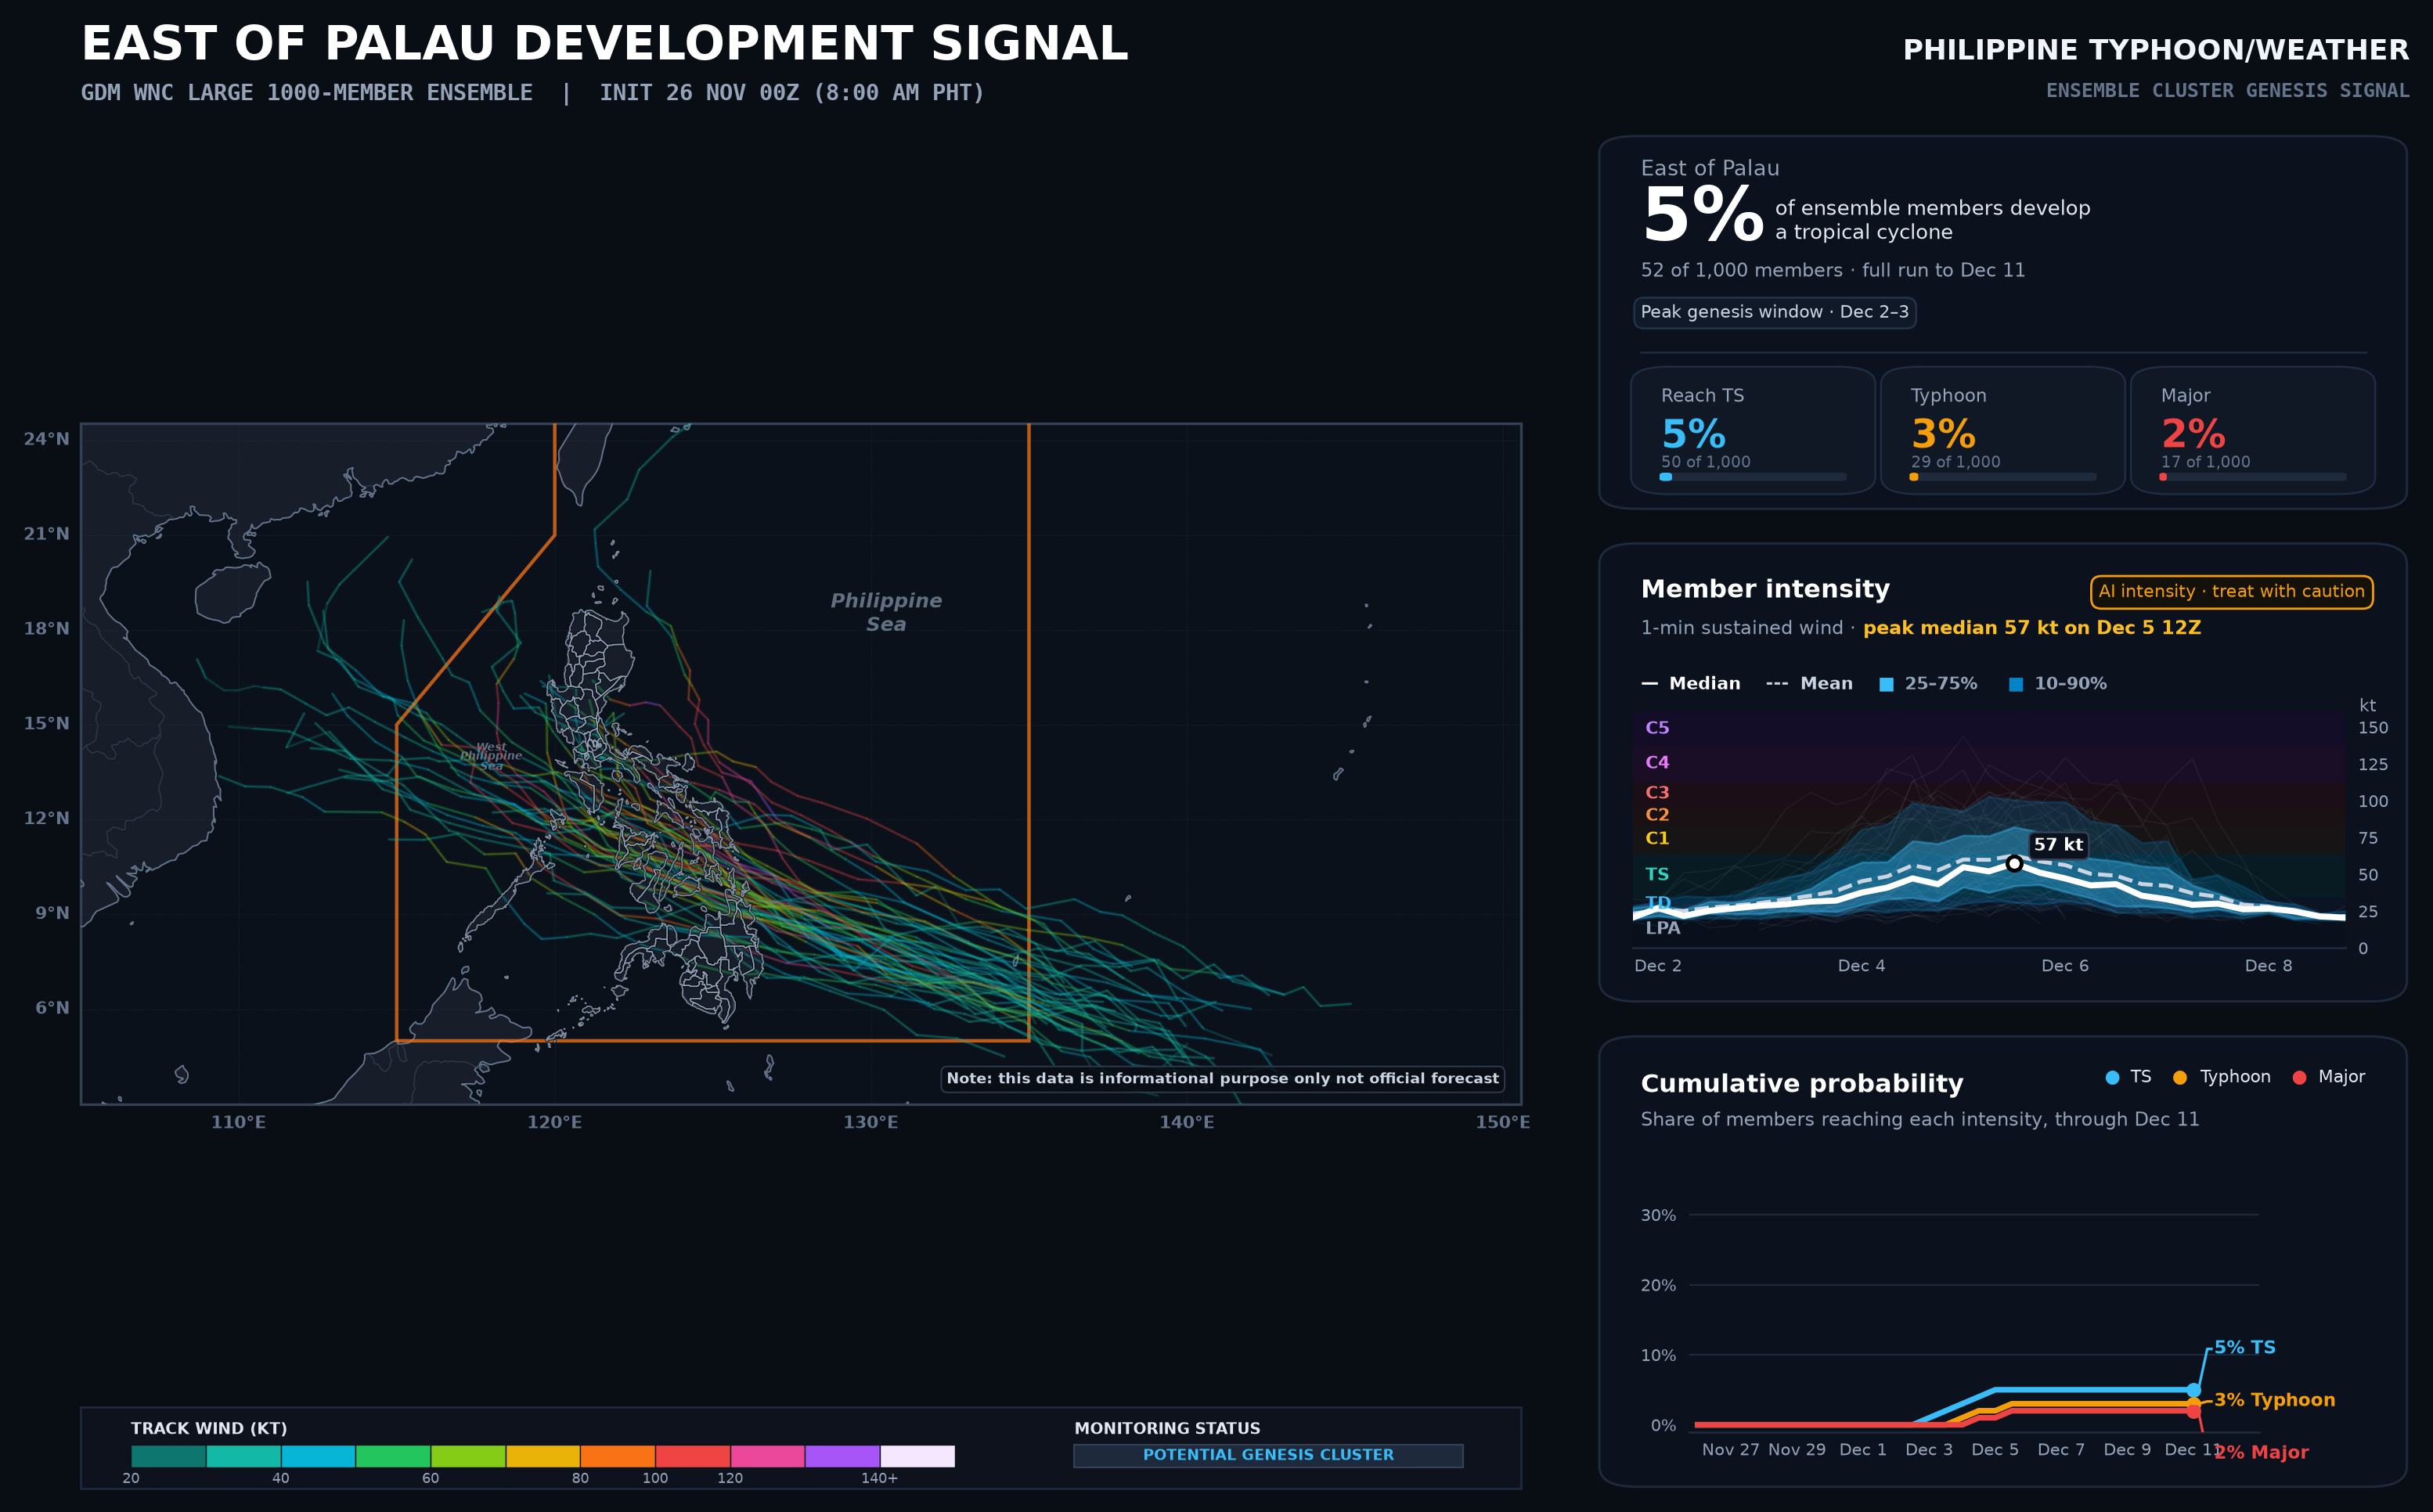 EAST OF PALAU DEVELOPMENT SIGNAL
GDM WNC LARGE 1000-MEMBER ENSEMBLE | INIT 26 NOV 00Z (8:00 AM PHT)
PHILIPPINE TYPHOON/WEATHER
ENSEMBLE CLUSTER GENESIS SIGNAL
24°N
21°N
18°N
15°N
12°N
9°N
6°N
Philippine
Sea
West
Philippine
Sea
Note: this data is informational purpose only not official forecast
110°E
120°E
130°E
140°E
150°E
TRACK WIND (KT)
20
40
60
80
100
120
140+
MONITORING STATUS
POTENTIAL GENESIS CLUSTER
East of Palau
5% of ensemble members develop
a tropical cyclone
52 of 1,000 members · full run to Dec 11
Peak genesis window · Dec 2–3
Reach TS
5%
50 of 1,000
Typhoon
3%
29 of 1,000
Major
2%
17 of 1,000
Member intensity
AI intensity · treat with caution
1-min sustained wind · peak median 57 kt on Dec 5 12Z
Median
Mean
25–75%
10–90%
kt
C5
C4
C3
C2
C1
TS
TD
LPA
57 kt
150
125
100
75
50
25
0
Dec 2
Dec 4
Dec 6
Dec 8
Cumulative probability
TS
Typhoon
Major
Share of members reaching each intensity, through Dec 11
30%
20%
10%
0%
5% TS
3% Typhoon
2% Major
Nov 27
Nov 29
Dec 1
Dec 3
Dec 5
Dec 7
Dec 9
Dec 11